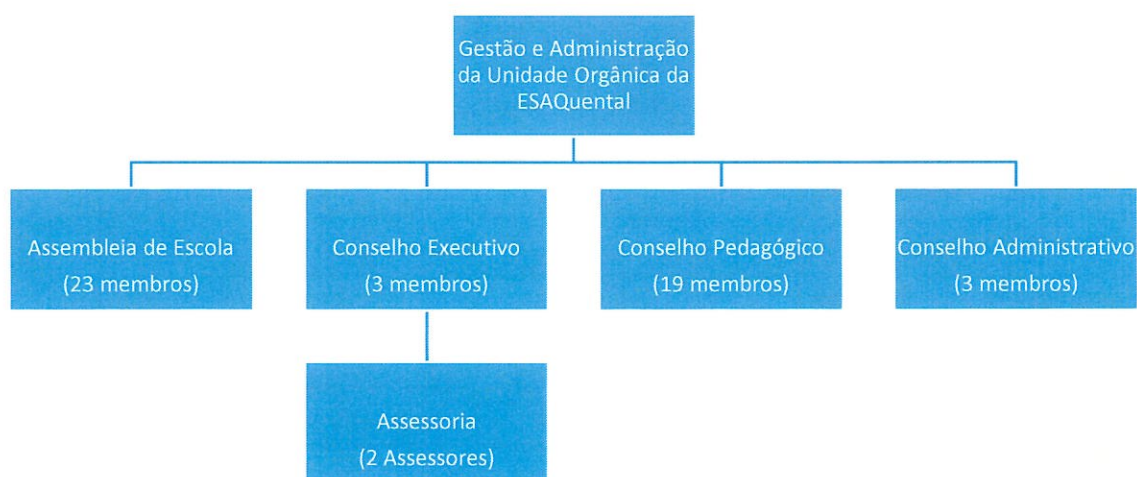 Gestão e Administração
da Unidade Orgânica da
ESAQuental
Assembleia de Escola
(23 membros)
Conselho Executivo
(3 membros)
Conselho Pedagógico
(19 membros)
Conselho Administrativo
(3 membros)
Assessoria
(2 Assessores)